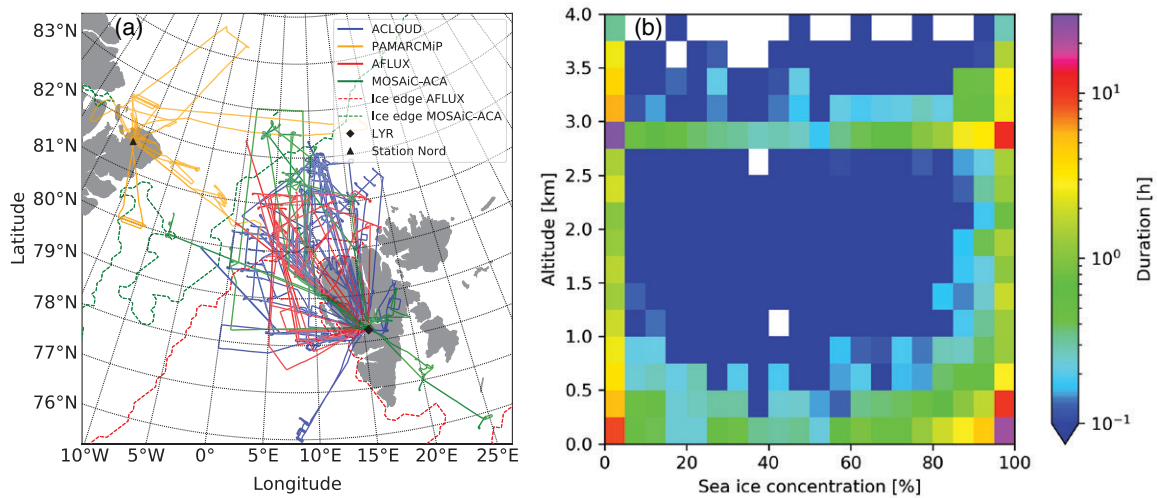 (a)
83°N
82°N
81°N
80°N
79°N
78°N
77°N
76°N
Latitude
10°W 5°W 0° 5°E 10°E 15°E 20°E 25°E
Longitude
ACLOUD
PAMARCMiP
AFLUX
MOSAiC-ACA
Ice edge AFLUX
Ice edge MOSAiC-ACA
LYR
Station Nord
(b)
4.0
3.5
3.0
2.5
2.0
1.5
1.0
0.5
0.0
Altitude [km]
0 20 40 60 80 100
Sea ice concentration [%]
10¹
10⁰
10⁻¹
Duration [h]